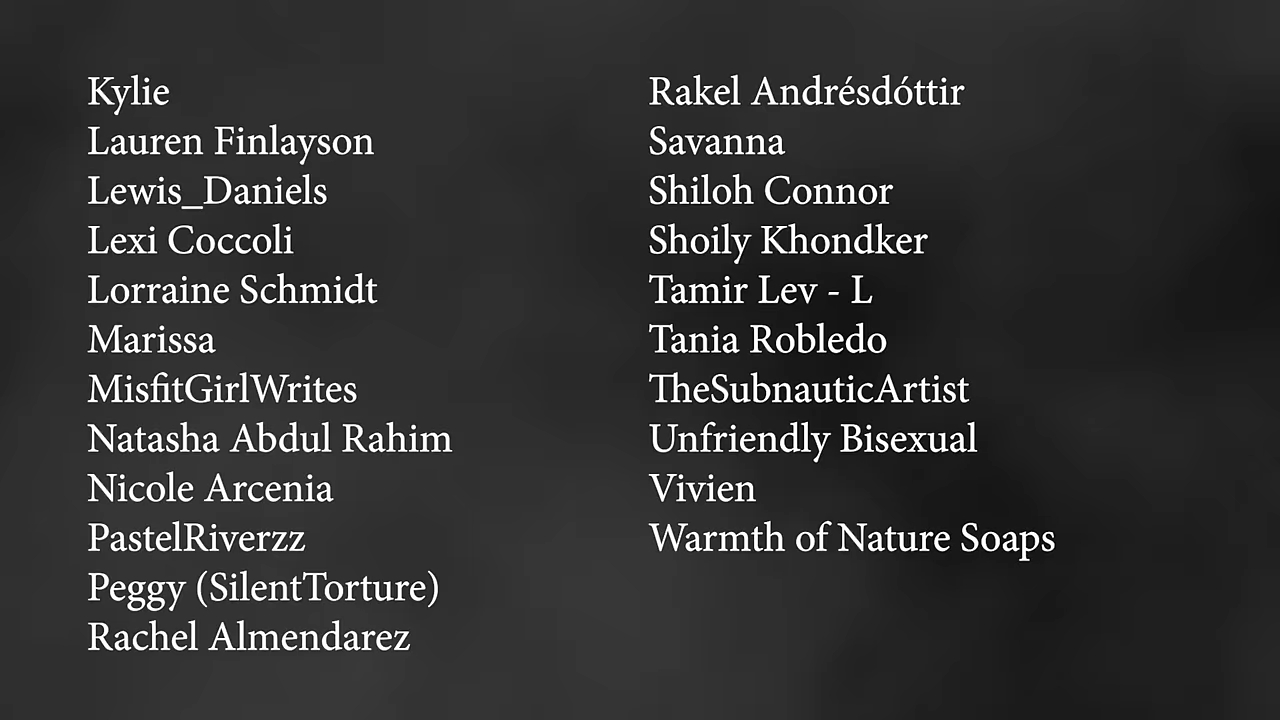 Kylie
Lauren Finlayson
Lewis_Daniels
Lexi Coccoli
Lorraine Schmidt
Marissa
MisfitGirlWrites
Natasha Abdul Rahim
Nicole Arcenia
PastelRiverzz
Peggy (SilentTorture)
Rachel Almendarez
Rakel Andrésdóttir
Savanna
Shiloh Connor
Shoily Khondker
Tamir Lev - L
Tania Robledo
TheSubnauticArtist
Unfriendly Bisexual
Vivien
Warmth of Nature Soaps